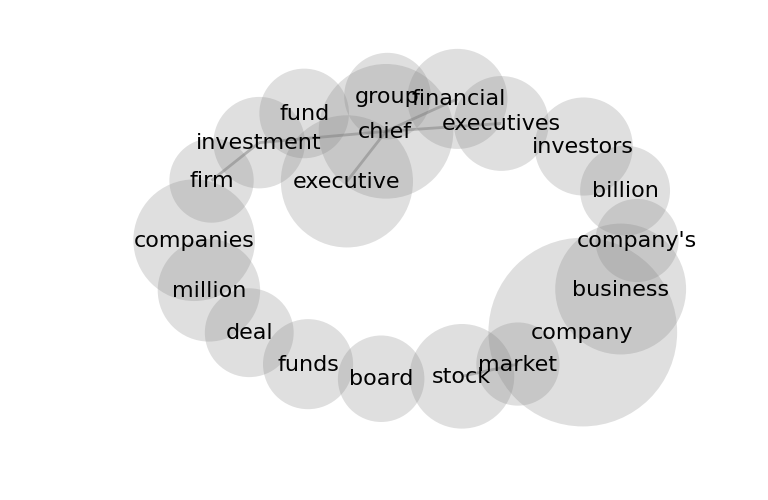 group
financial
fund
executives
chief
investment
investors
firm
executive
billion
companies
company's
million
business
deal
company
funds
market
board
stock